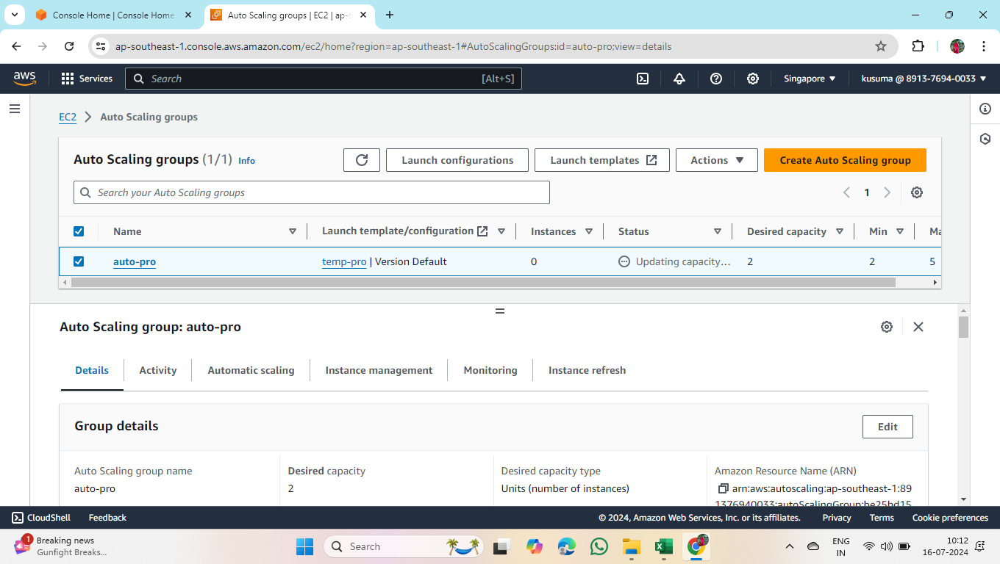 Console Home | Console Home
Auto Scaling groups | EC2 | ap-s
ap-southeast-1.console.aws.amazon.com/ec2/home?region=ap-southeast-1#AutoScalingGroups:id=auto-pro;view=details
aws
Services
Search
[Alt+S]
Singapore
kusuma @ 8913-7694-0033
EC2
Auto Scaling groups
Auto Scaling groups (1/1) Info
Launch configurations
Launch templates
Actions
Create Auto Scaling group
Search your Auto Scaling groups
1
Name
Launch template/configuration
Instances
Status
Desired capacity
Min
Ma
auto-pro
temp-pro | Version Default
0
Updating capacity...
2
2
5
Auto Scaling group: auto-pro
Details
Activity
Automatic scaling
Instance management
Monitoring
Instance refresh
Group details
Edit
Auto Scaling group name
Desired capacity
Desired capacity type
Amazon Resource Name (ARN)
auto-pro
2
Units (number of instances)
arn:aws:autoscaling:ap-southeast-1:89
1376940033:autoScalingGroup:be25bd15
CloudShell
Feedback
© 2024, Amazon Web Services, Inc. or its affiliates.
Privacy
Terms
Cookie preferences
1
Breaking news
Gunfight Breaks...
Search
ENG
IN
10:12
16-07-2024